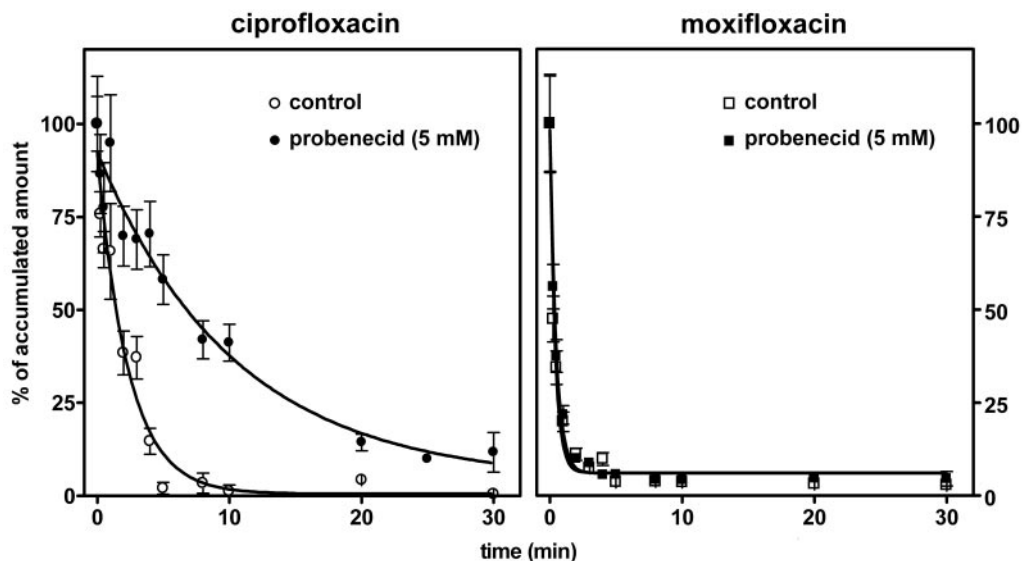 ciprofloxacin
moxifloxacin
% of accumulated amount
100
75
50
25
0
control
probenecid (5 mM)
0
10
20
30
control
probenecid (5 mM)
100
75
50
25
0
0
10
20
30
time (min)